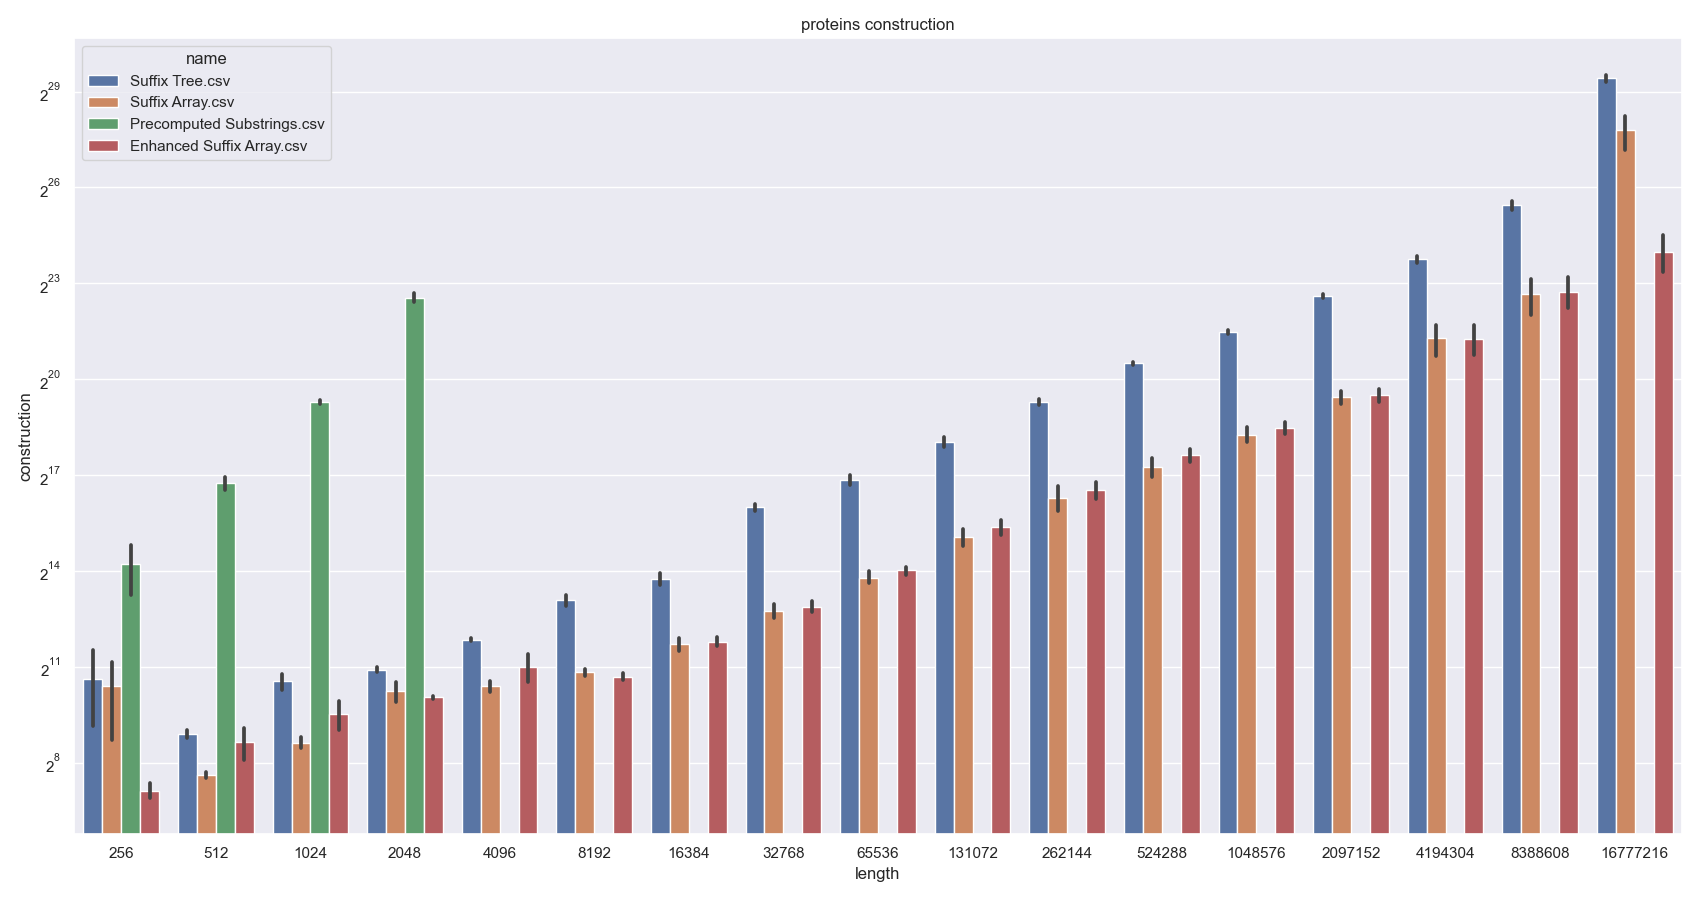 proteins construction
name
Suffix Tree.csv
Suffix Array.csv
Precomputed Substrings.csv
Enhanced Suffix Array.csv
2^29
2^26
2^23
2^20
2^17
2^14
2^11
2^8
construction
256 512 1024 2048 4096 8192 16384 32768 65536 131072 262144 524288 1048576 2097152 4194304 8388608 16777216
length